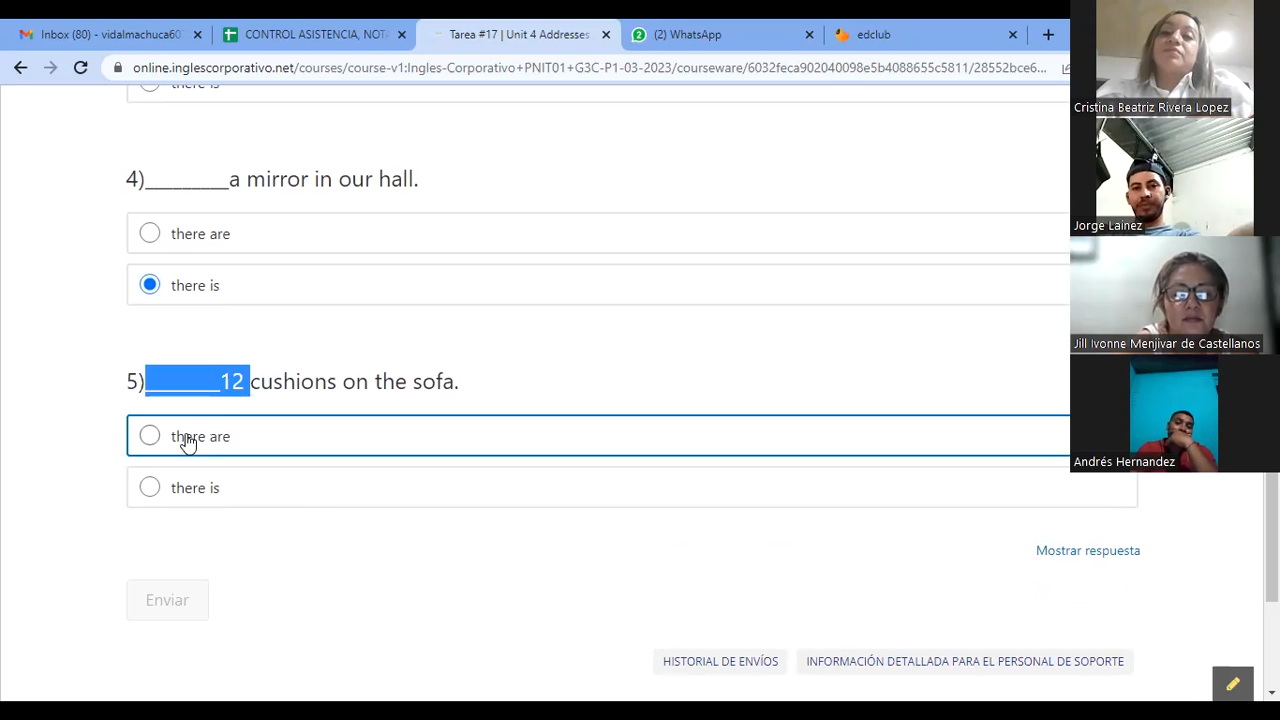 Inbox (80) - vidalmachuca60
CONTROL ASISTENCIA, NOT
Tarea #17 | Unit 4 Addresses
(2) WhatsApp
edclub
online.inglescorporativo.net/courses/course-v1:Ingles-Corporativo+PNIT01+G3C-P1-03-2023/courseware/6032feca902040098e5b4088655c5811/28552bce6...
there is
4)_________a mirror in our hall.
there are
there is
5)________12 cushions on the sofa.
there are
there is
Mostrar respuesta
Enviar
HISTORIAL DE ENVÍOS
INFORMACIÓN DETALLADA PARA EL PERSONAL DE SOPORTE
Cristina Beatriz Rivera Lopez
Jorge Lainez
Jill Ivonne Menjivar de Castellanos
Andrés Hernandez